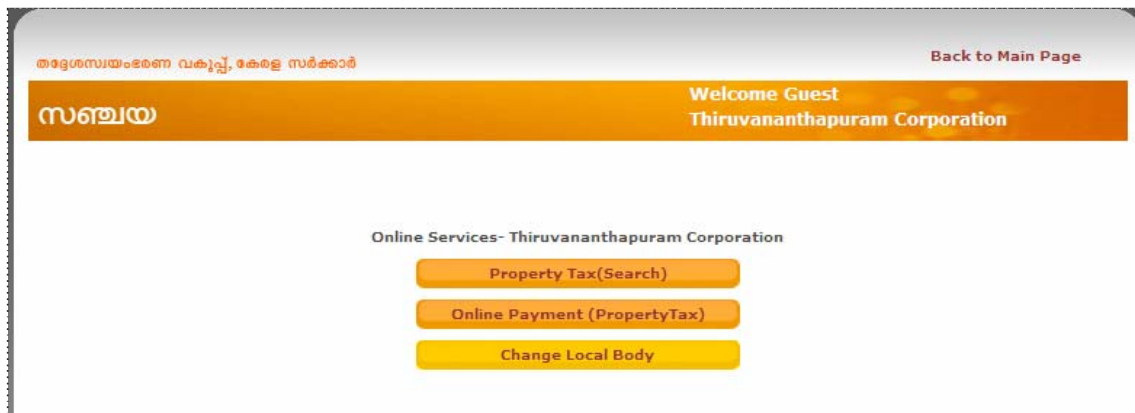 തദ്ദേശസ്വയംഭരണ വകുപ്പ്, കേരള സർക്കാർ
Back to Main Page
സഞ്ചയ
Welcome Guest
Thiruvananthapuram Corporation
Online Services- Thiruvananthapuram Corporation
Property Tax(Search)
Online Payment (PropertyTax)
Change Local Body